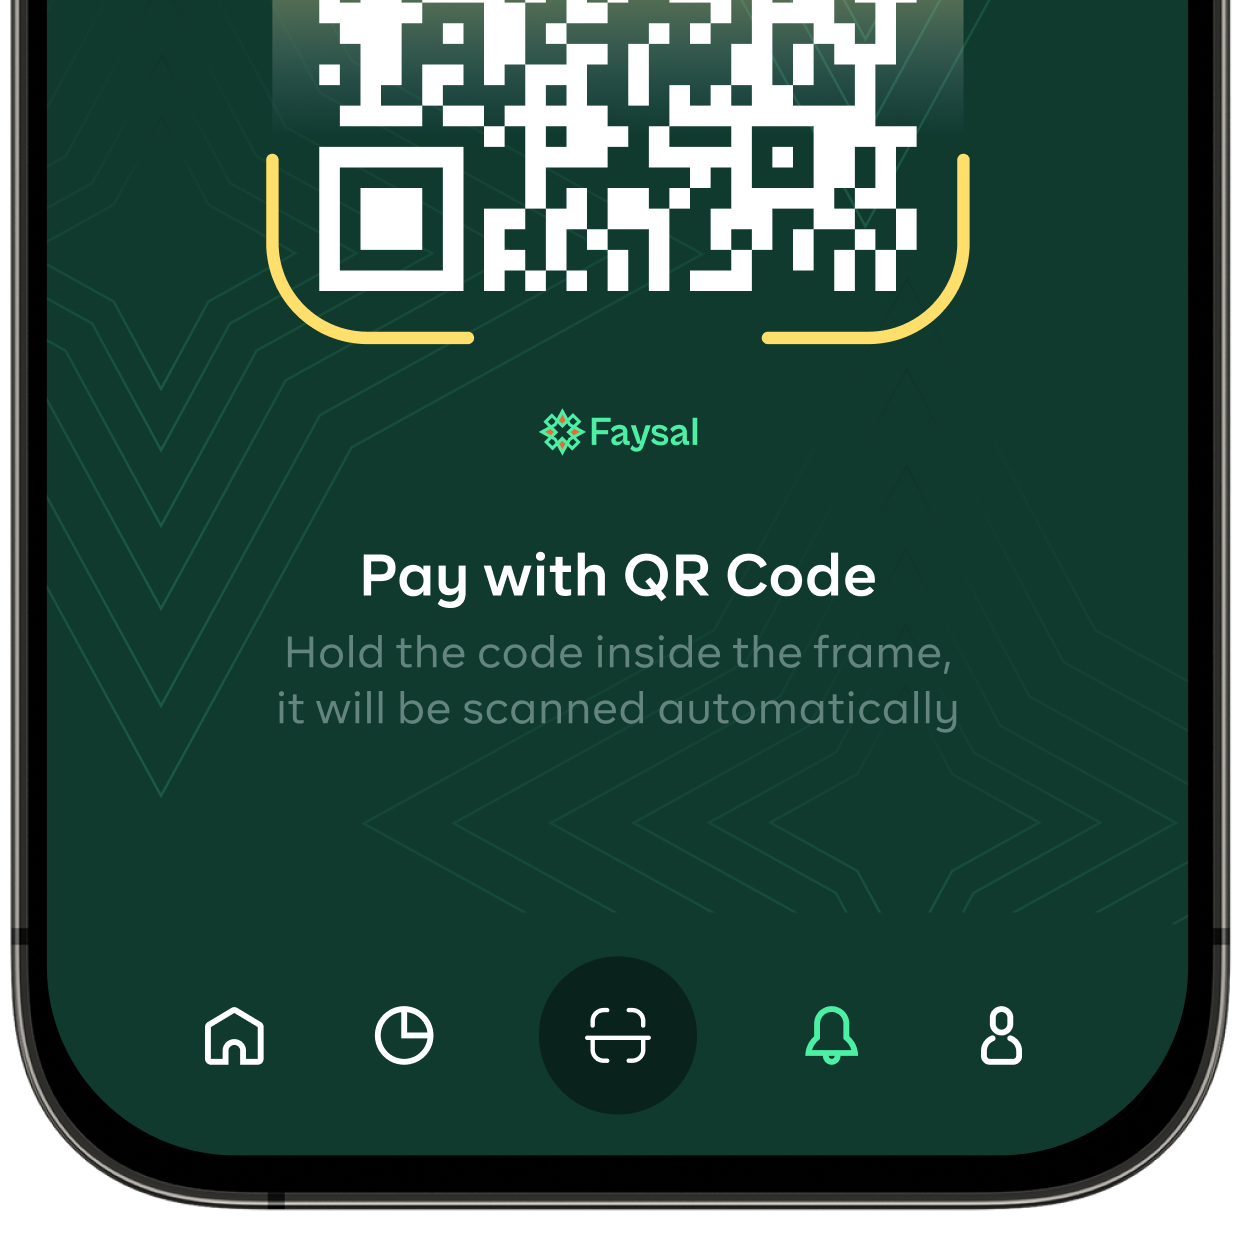 Faysal
Pay with QR Code
Hold the code inside the frame,
it will be scanned automatically